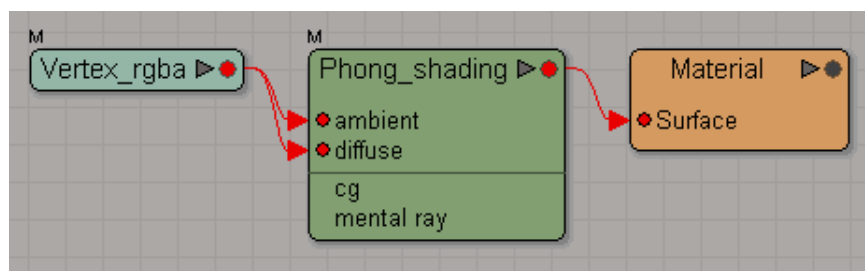 M
Vertex_rgba
M
Phong_shading
ambient
diffuse
cg
mental ray
Material
Surface